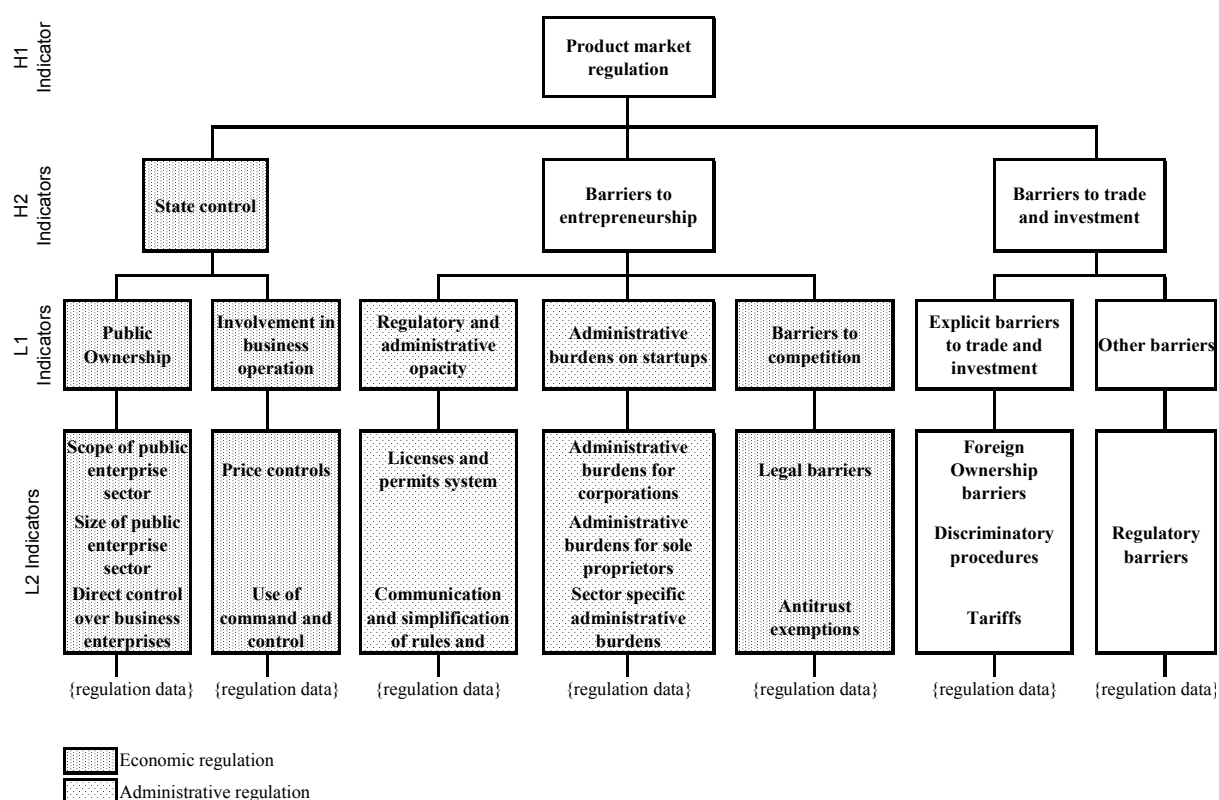 H1
Indicator
Product market
regulation
H2
Indicators
State control
Barriers to
entrepreneurship
Barriers to trade
and investment
L1
Indicators
Public
Ownership
Involvement in
business
operation
Regulatory and
administrative
opacity
Administrative
burdens on startups
Barriers to
competition
Explicit barriers
to trade and
investment
Other barriers
L2 Indicators
Scope of public
enterprise
sector
Size of public
enterprise
sector
Direct control
over business
enterprises
Price controls
Use of
command and
control
Licenses and
permits system
Communication
and simplification
of rules and
Administrative
burdens for
corporations
Administrative
burdens for sole
proprietors
Sector specific
administrative
burdens
Legal barriers
Antitrust
exemptions
Foreign
Ownership
barriers
Discriminatory
procedures
Tariffs
Regulatory
barriers
{regulation data}
{regulation data}
{regulation data}
{regulation data}
{regulation data}
{regulation data}
{regulation data}
Economic regulation
Administrative regulation